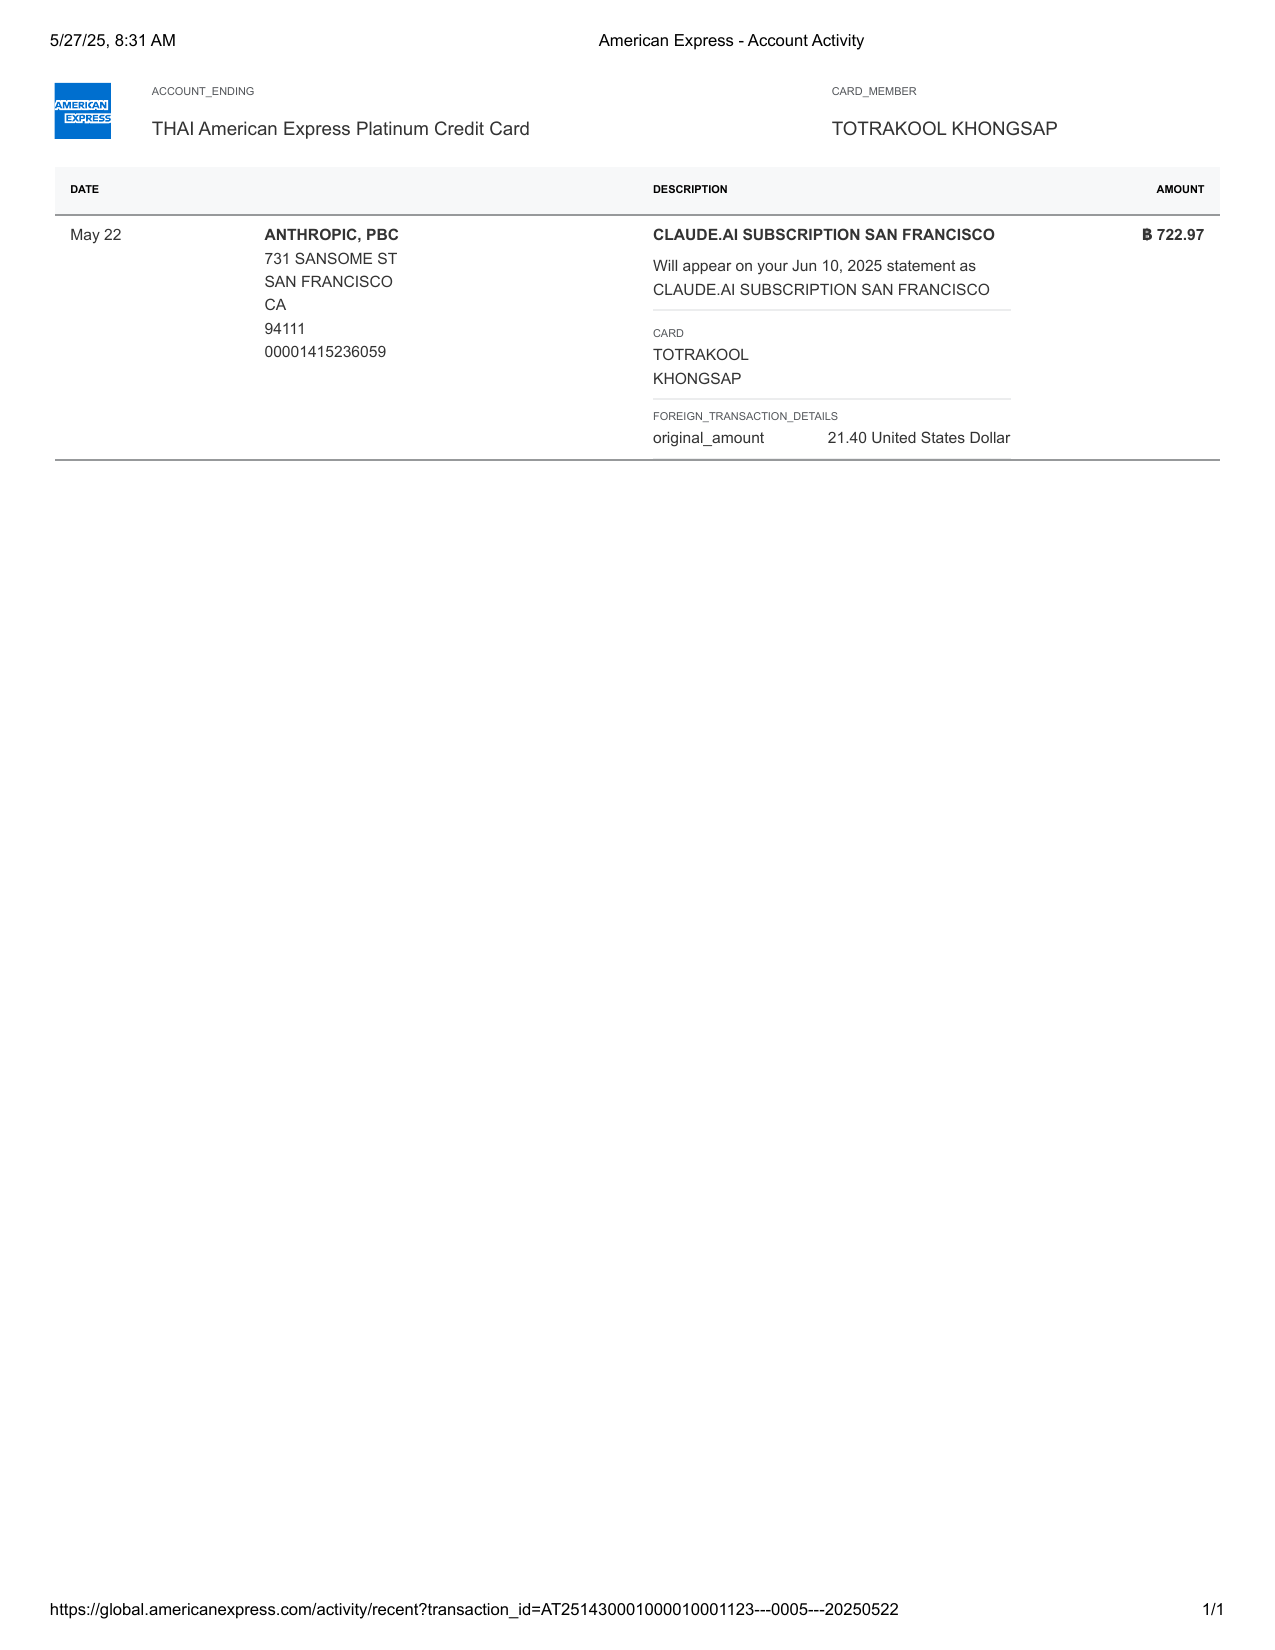 5/27/25, 8:31 AM
American Express - Account Activity
AMERICAN
EXPRESS
ACCOUNT_ENDING
THAI American Express Platinum Credit Card
CARD_MEMBER
TOTRAKOOL KHONGSAP
DATE
DESCRIPTION
AMOUNT
May 22
ANTHROPIC, PBC
731 SANSOME ST
SAN FRANCISCO
CA
94111
00001415236059
CLAUDE.AI SUBSCRIPTION SAN FRANCISCO
฿ 722.97
Will appear on your Jun 10, 2025 statement as
CLAUDE.AI SUBSCRIPTION SAN FRANCISCO
CARD
TOTRAKOOL
KHONGSAP
FOREIGN_TRANSACTION_DETAILS
original_amount 21.40 United States Dollar
https://global.americanexpress.com/activity/recent?transaction_id=AT251430001000010001123---0005---20250522
1/1